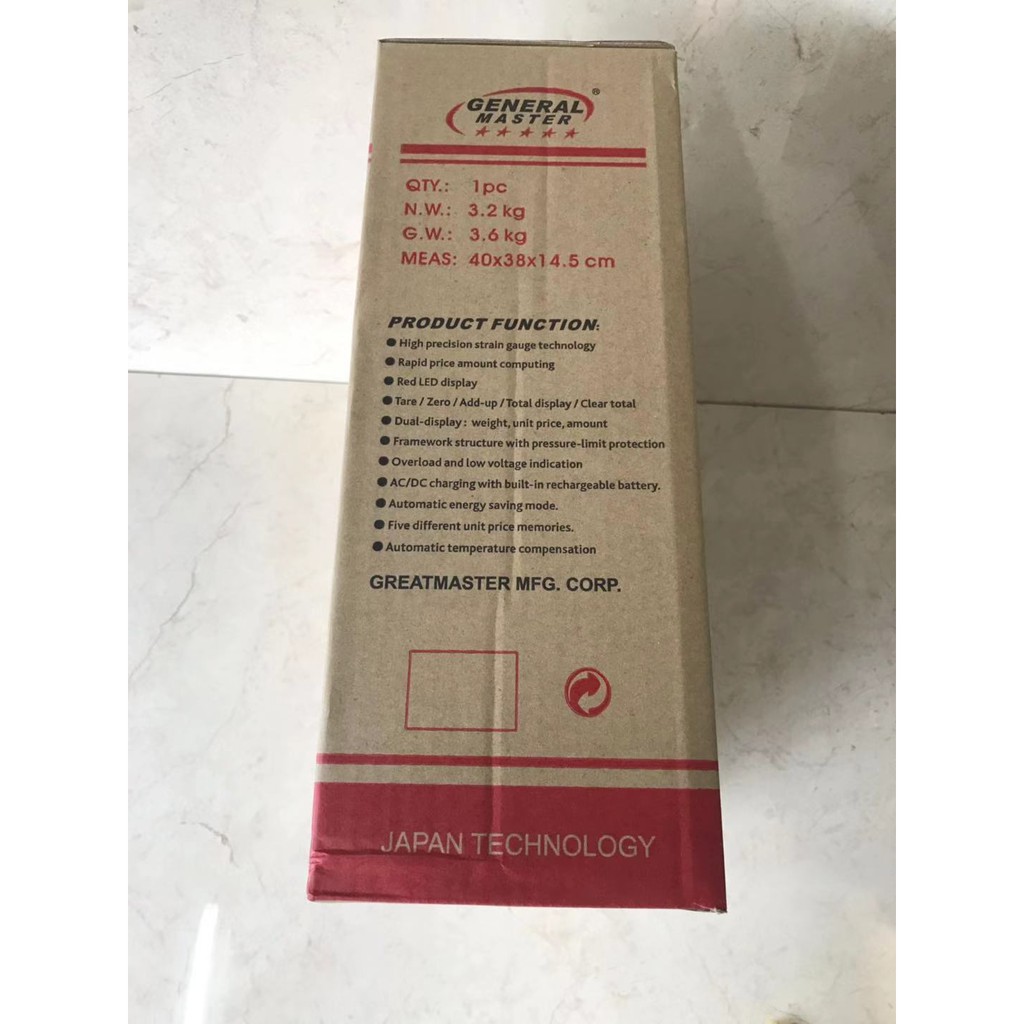 GENERAL ®
MASTER
QTY.: 1pc
N.W.: 3.2 kg
G.W.: 3.6 kg
MEAS: 40x38x14.5 cm
PRODUCT FUNCTION:
● High precision strain gauge technology
● Rapid price amount computing
● Red LED display
● Tare / Zero / Add-up / Total display / Clear total
● Dual-display: weight, unit price, amount
● Framework structure with pressure-limit protection
● Overload and low voltage indication
● AC/DC charging with built-in rechargeable battery.
● Automatic energy saving mode.
● Five different unit price memories.
● Automatic temperature compensation
GREATMASTER MFG. CORP.
JAPAN TECHNOLOGY